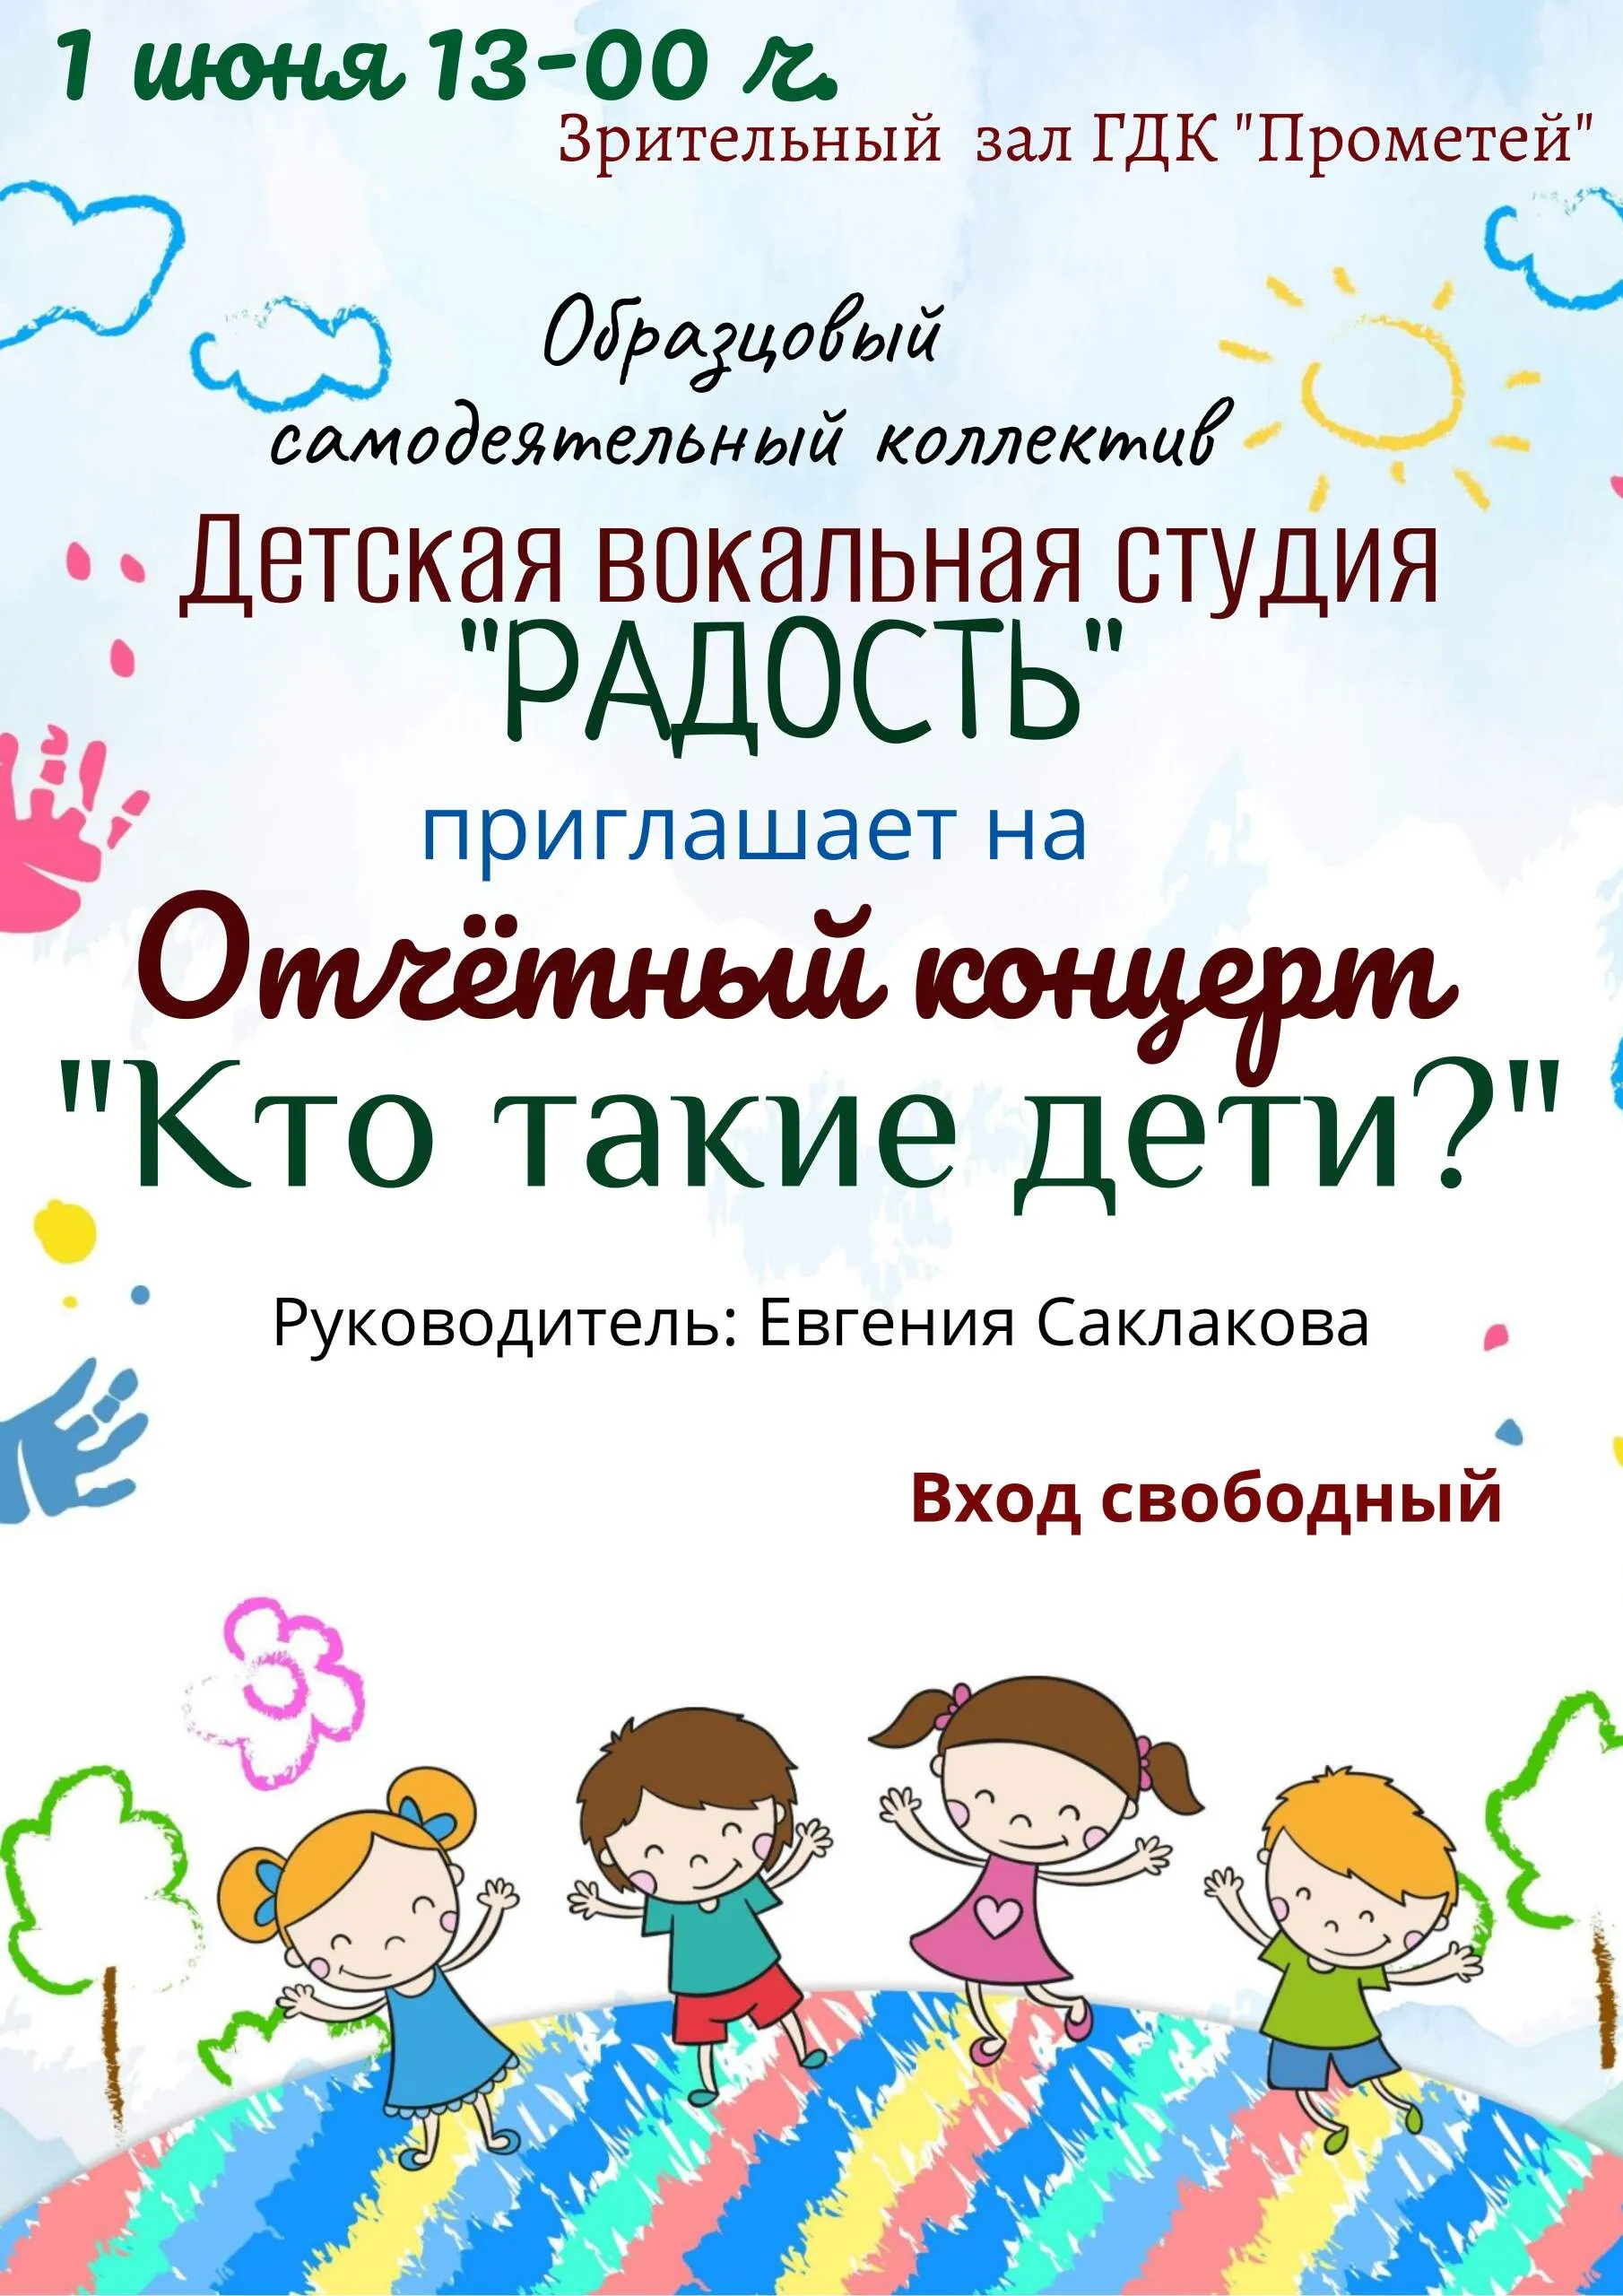 1 июня 13-00 ч.
Зрительный зал ГДК "Прометей"
Образцовый
самодеятельный коллектив
Детская вокальная студия
"РАДОСТЬ"
приглашает на
Отчётный концерт
"Кто такие дети?"
Руководитель: Евгения Саклакова
Вход свободный